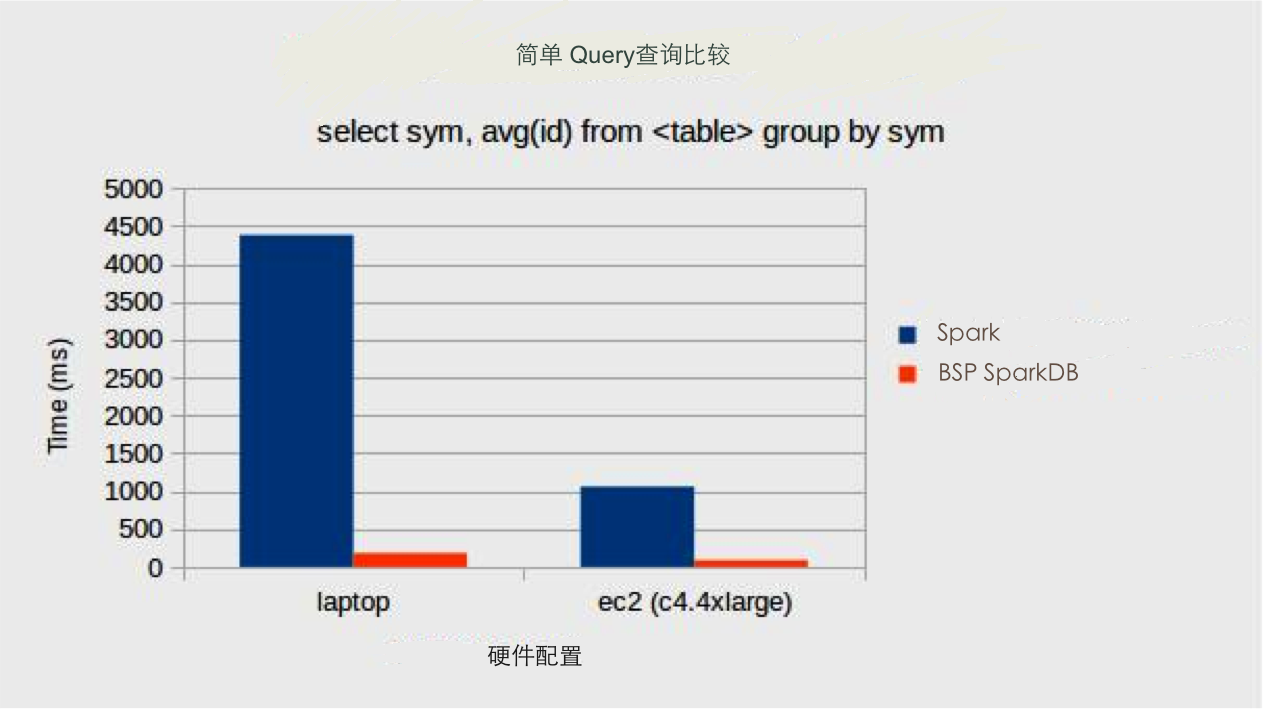 简单 Query查询比较
select sym, avg(id) from <table> group by sym
5000
4500
4000
3500
3000
2500
2000
1500
1000
500
0
Time (ms)
laptop
ec2 (c4.4xlarge)
硬件配置
Spark
BSP SparkDB